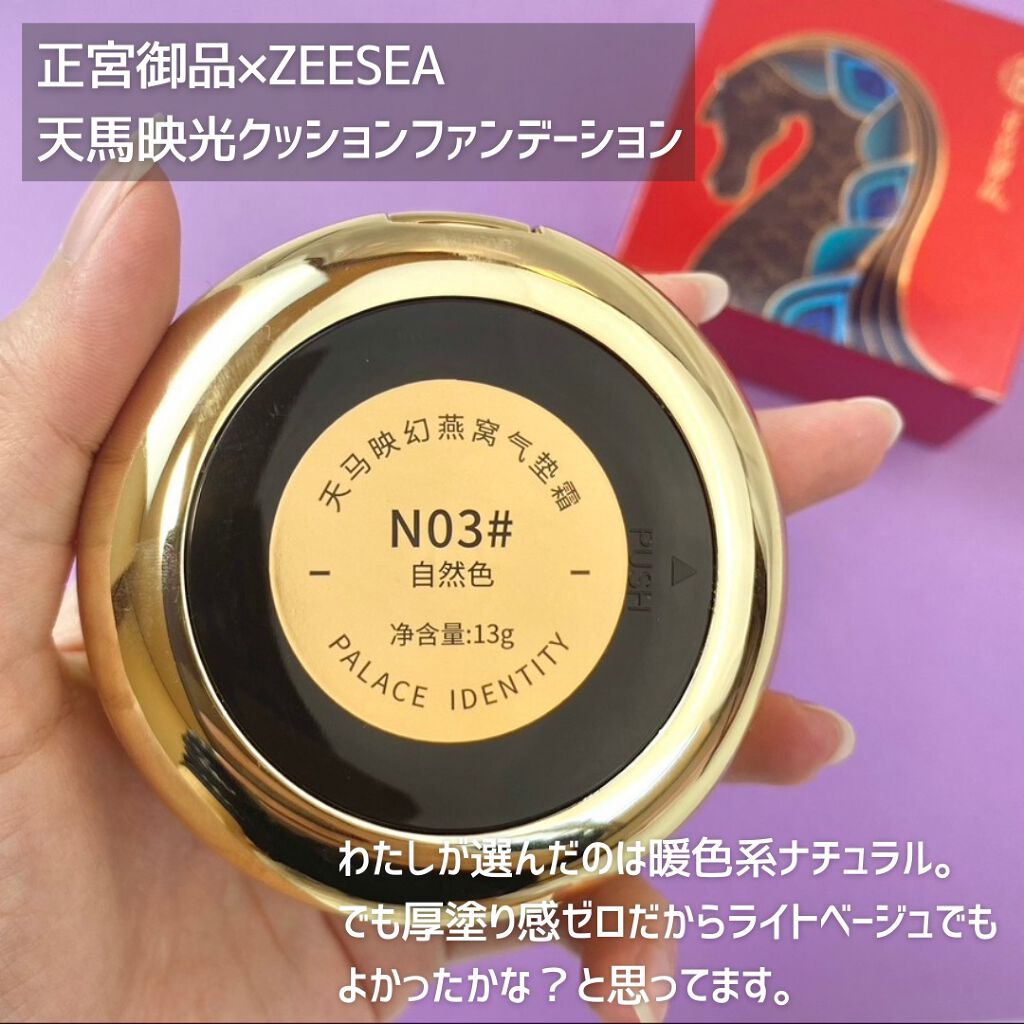 正宮御品×ZEESEA
天馬映光クッションファンデーション
天马映幻燕窝气垫霜
N03#
自然色
净含量:13g
PALACE IDENTITY
PUSH
わたしが選んだのは暖色系ナチュラル。
でも厚塗り感ゼロだからライトベージュでも
よかったかな？と思ってます。